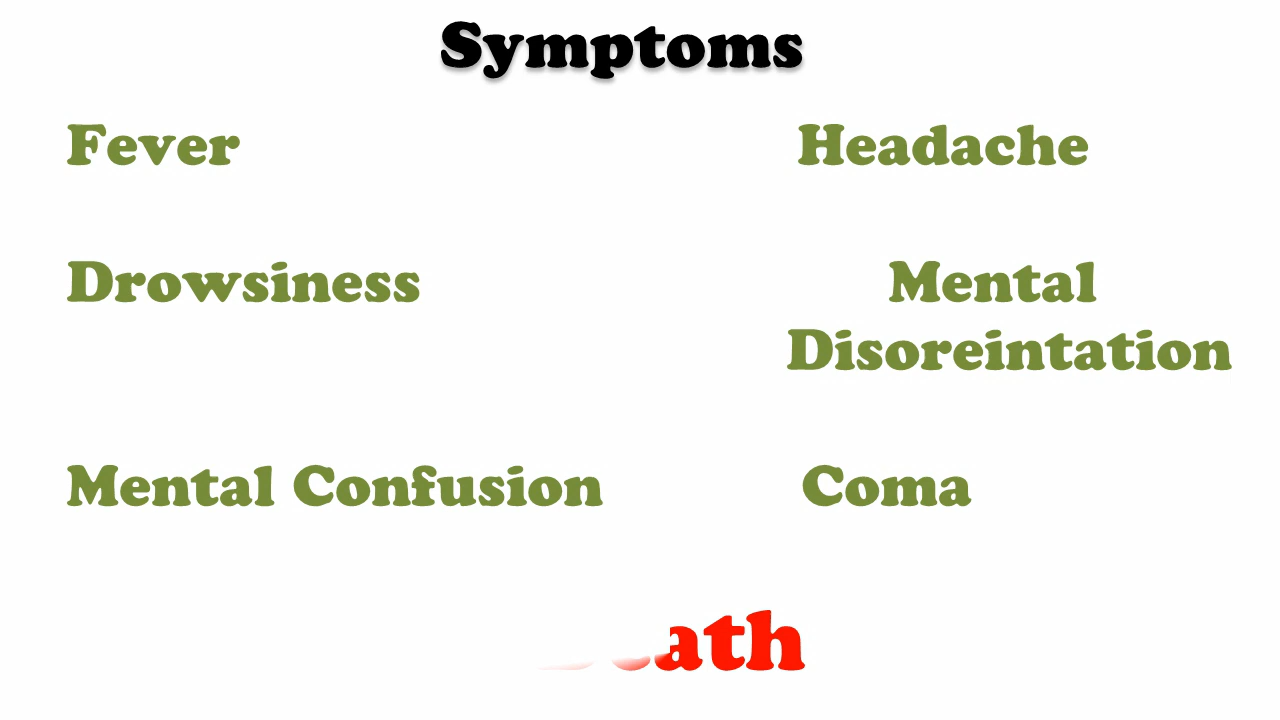 Symptoms
Fever
Headache
Drowsiness
Mental
Disoreintation
Mental Confusion
Coma